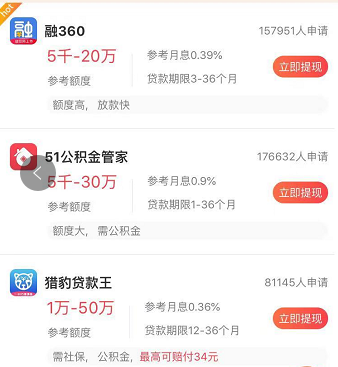 hot
融
融360
157951人申请
5千-20万
参考月息0.39%
立即提现
参考额度
贷款期限3-36个月
额度高，放款快
51公积金管家
176632人申请
5千-30万
参考月息0.9%
立即提现
参考额度
贷款期限1-36个月
额度大，需公积金
猎豹贷款王
81145人申请
1万-50万
参考月息0.36%
立即提现
参考额度
贷款期限12-36个月
需社保，公积金，最高可赔付34元